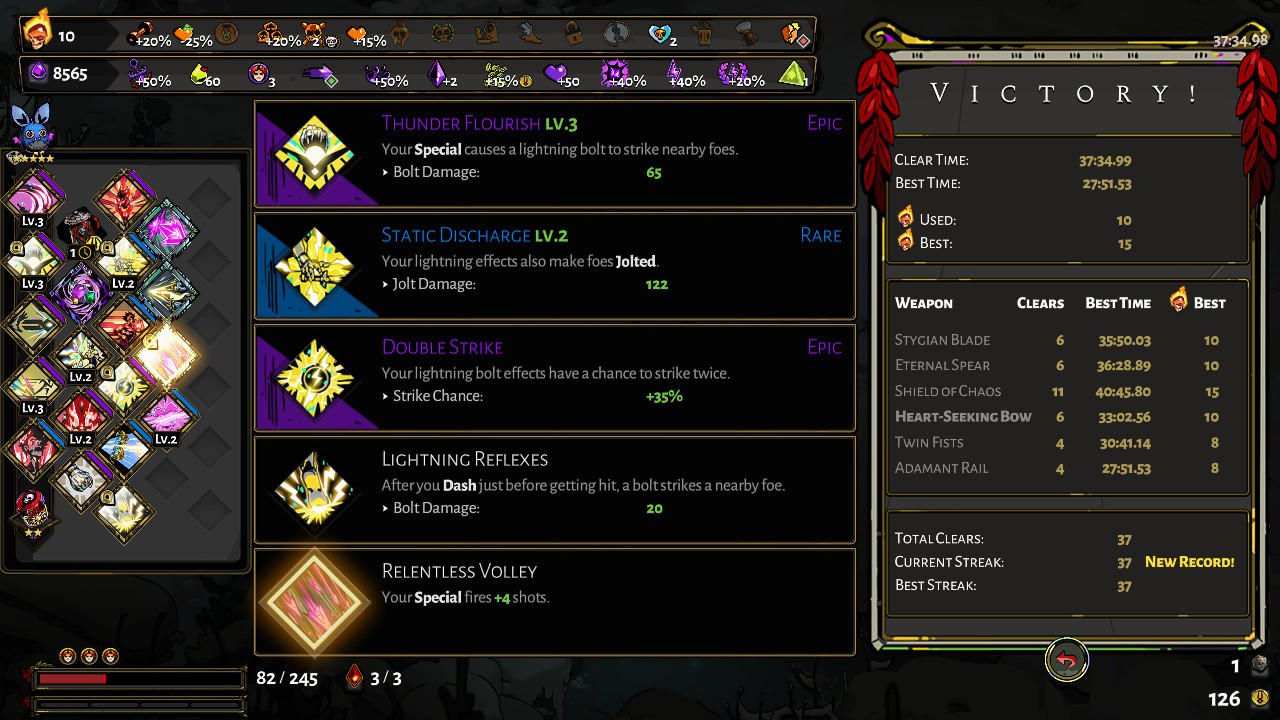 10
+20%
-25%
+20%
2
+15%
2
8565
+50%
60
3
+50%
+2
+15%
+50
+40%
+40%
+20%
1
37:34.98
VICTORY!
CLEAR TIME: 37:34.99
BEST TIME: 27:51.53
USED: 10
BEST: 15
WEAPON CLEARS BEST TIME BEST
STYGIAN BLADE 6 35:50.03 10
ETERNAL SPEAR 6 36:28.89 10
SHIELD OF CHAOS 11 40:45.80 15
HEART-SEEKING BOW 6 33:02.56 10
TWIN FISTS 4 30:41.14 8
ADAMANT RAIL 4 27:51.53 8
TOTAL CLEARS: 37
CURRENT STREAK: 37 NEW RECORD!
BEST STREAK: 37
THUNDER FLOURISH LV.3 EPIC
Your Special causes a lightning bolt to strike nearby foes.
Bolt Damage: 65
STATIC DISCHARGE LV.2 RARE
Your lightning effects also make foes Jolted.
Jolt Damage: 122
DOUBLE STRIKE EPIC
Your lightning bolt effects have a chance to strike twice.
Strike Chance: +35%
LIGHTNING REFLEXES
After you Dash just before getting hit, a bolt strikes a nearby foe.
Bolt Damage: 20
RELENTLESS VOLLEY
Your Special fires +4 shots.
Lv.3
1
Lv.3
Lv.2
Lv.2
Lv.3
Lv.2
Lv.2
82 / 245
3 / 3
1
126